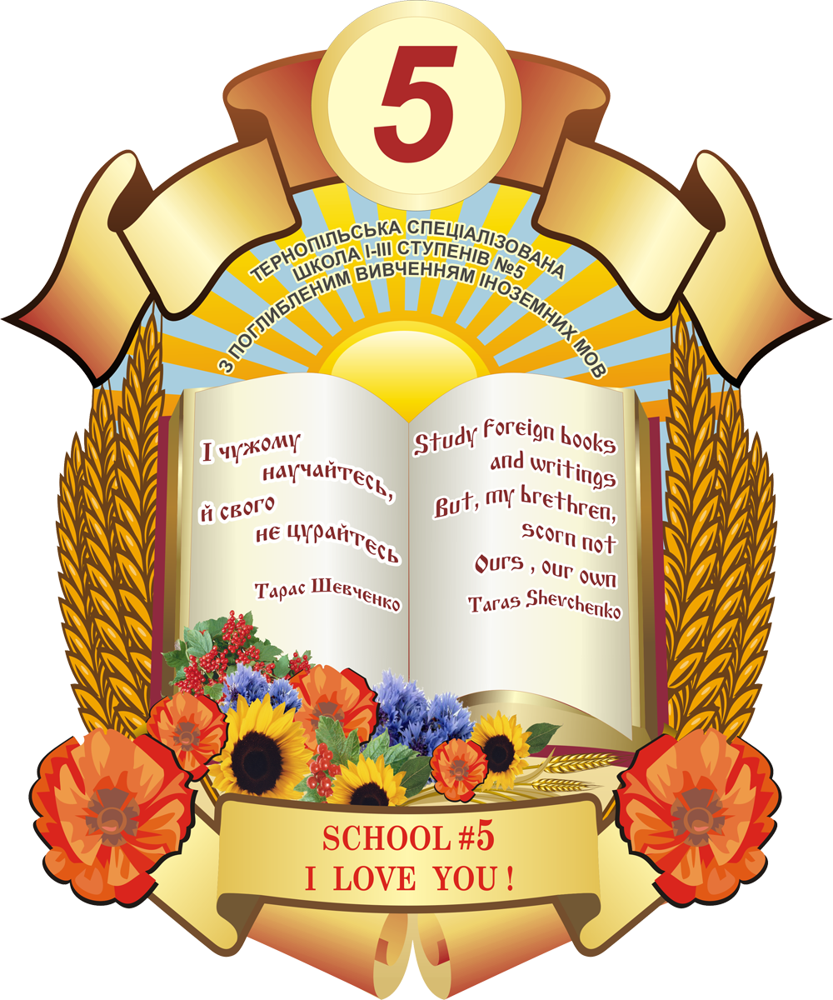 5
ТЕРНОПІЛЬСЬКА СПЕЦІАЛІЗОВАНА
ШКОЛА І-ІІІ СТУПЕНІВ №5
З ПОГЛИБЛЕНИМ ВИВЧЕННЯМ ІНОЗЕМНИХ МОВ
І чужому
научайтесь,
й свого
не цурайтесь
Тарас Шевченко
Study foreign books
and writings
But, my brethren,
scorn not
Ours , our own
Taras Shevchenko
SCHOOL #5
I LOVE YOU !